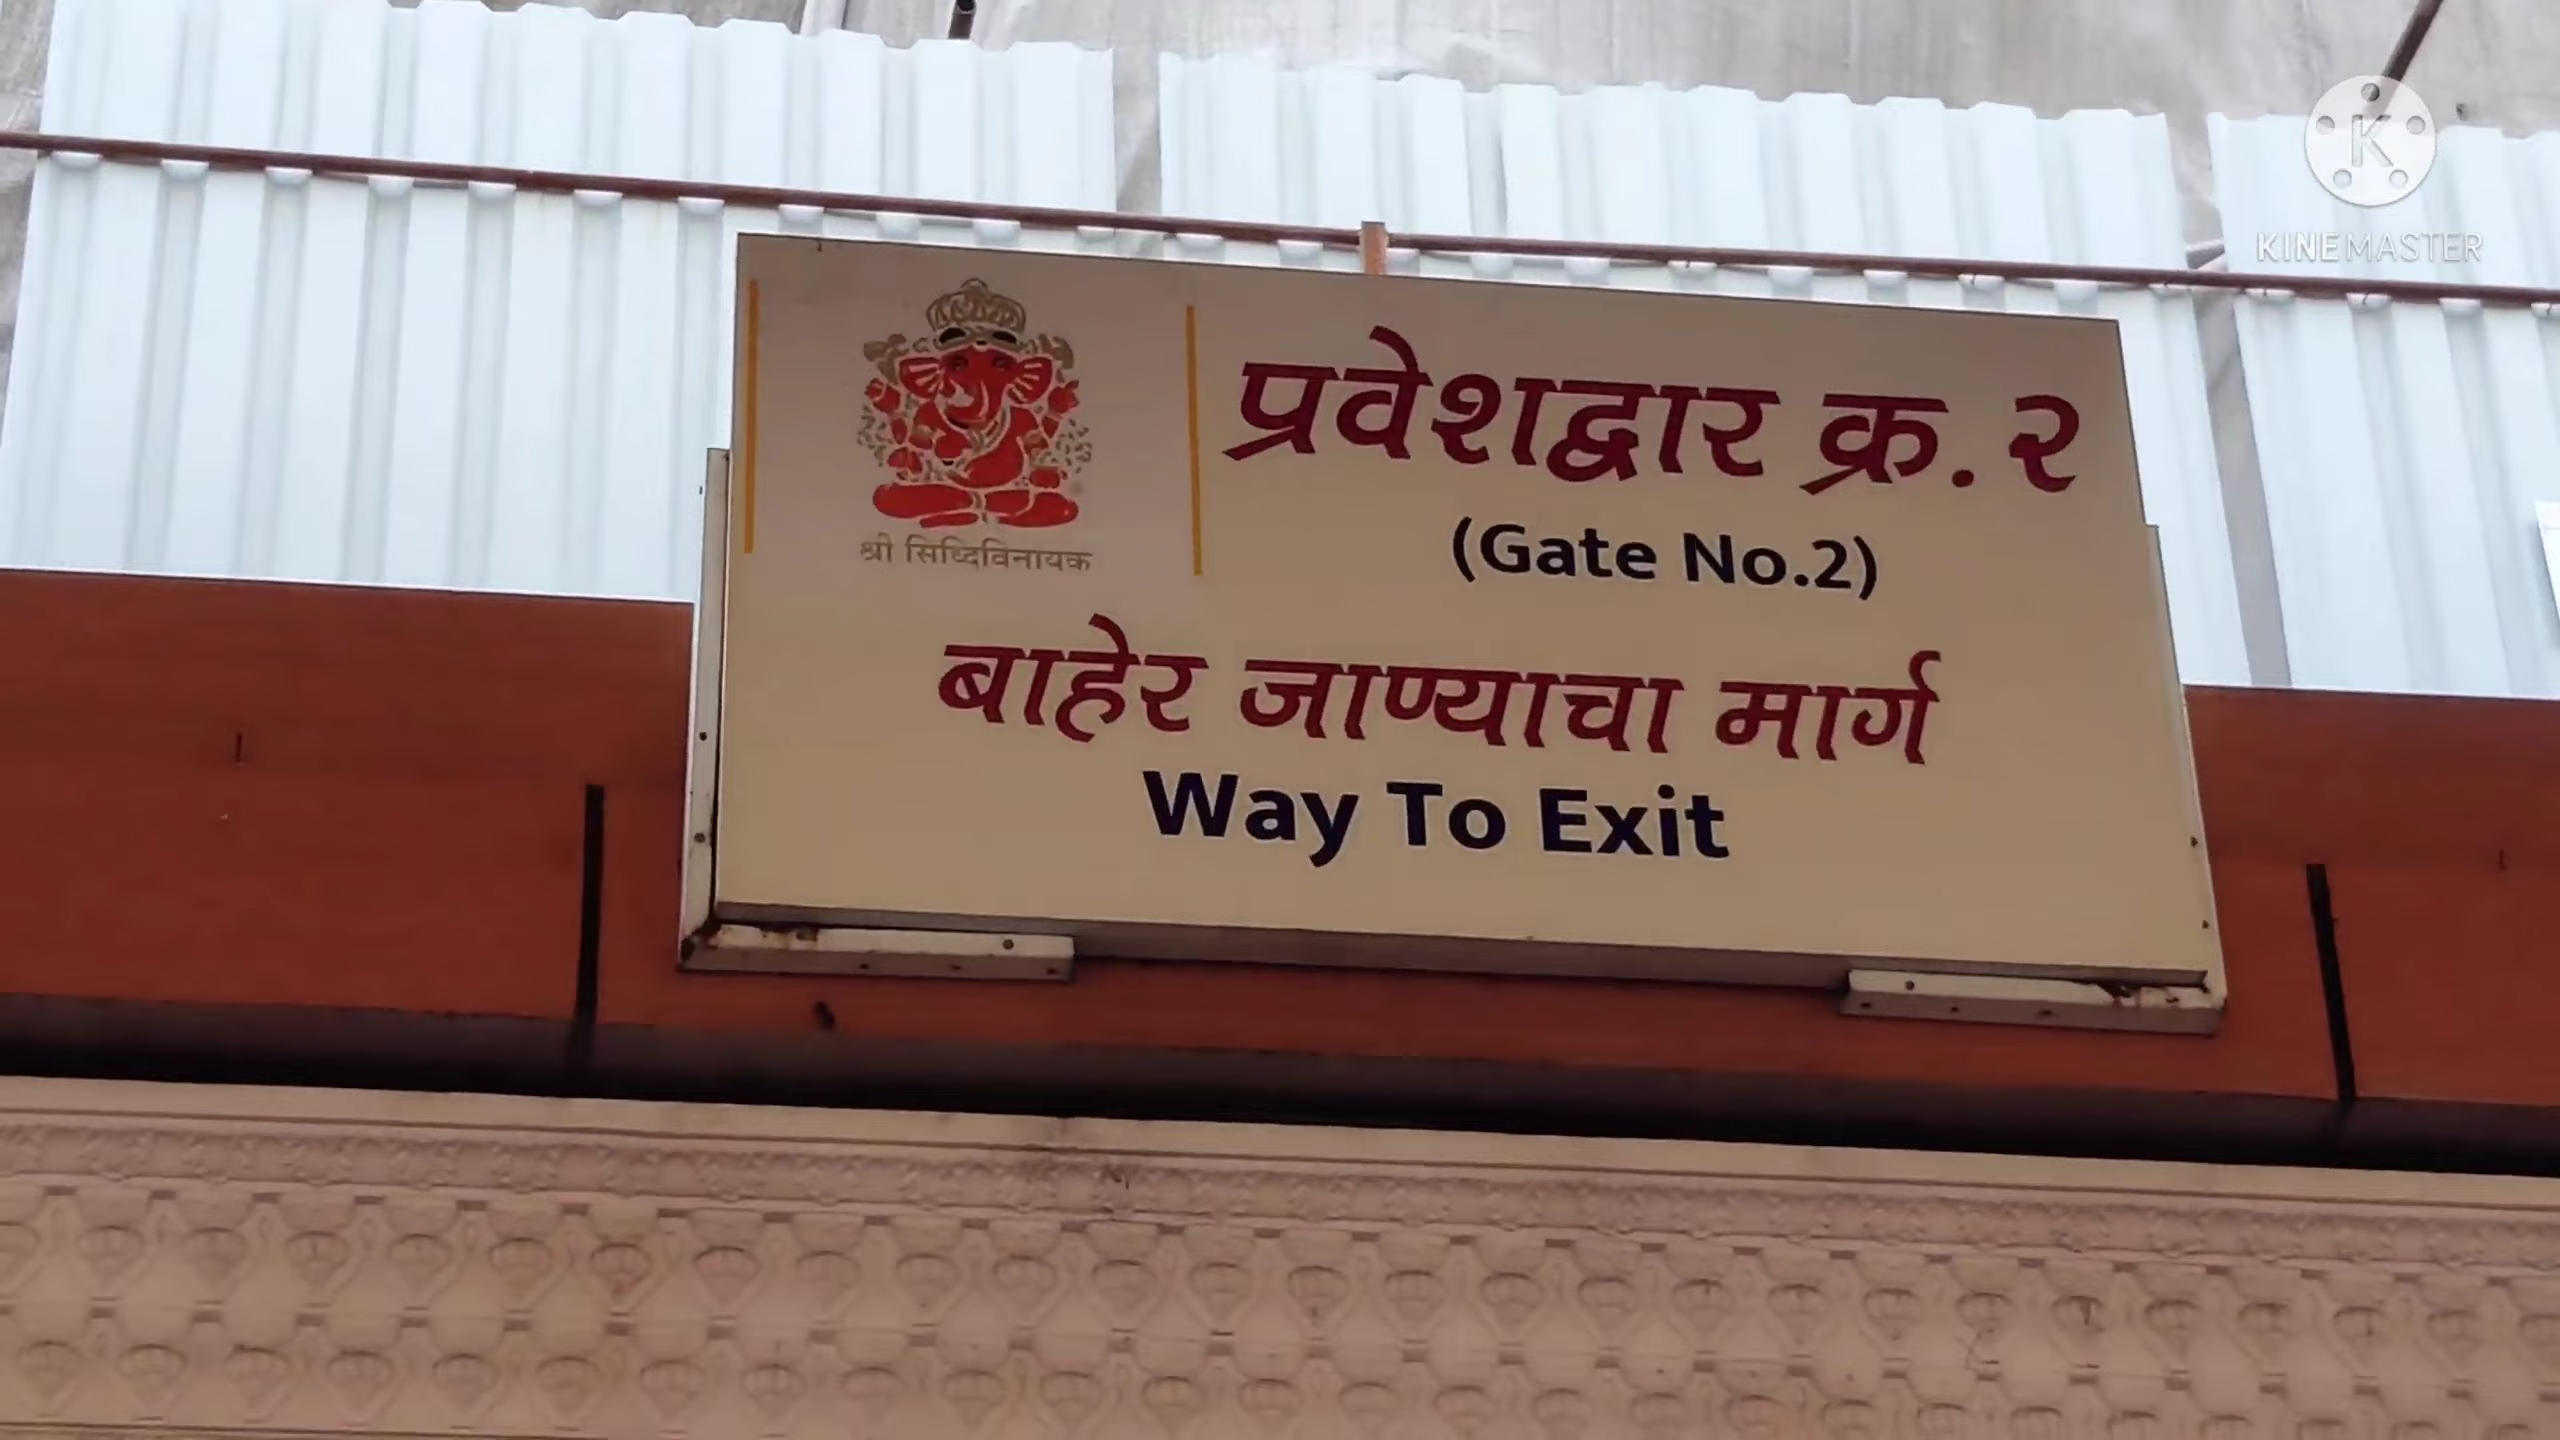 श्री सिध्दिविनायक
प्रवेशद्वार क्र. २
(Gate No.2)
बाहेर जाण्याचा मार्ग
Way To Exit
K
KINEMASTER